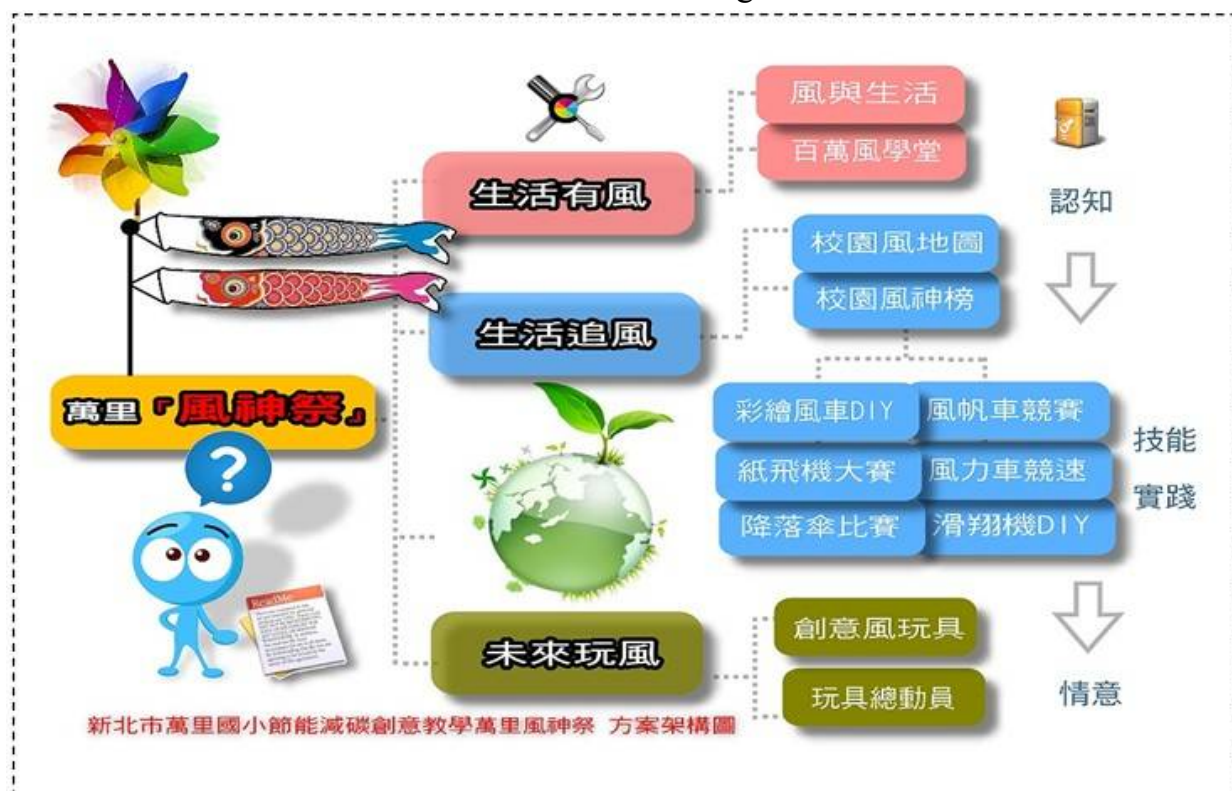 風與生活
百萬風學堂
生活有風
認知
校園風地圖
校園風神榜
生活追風
萬里『風神祭』
彩繪風車DIY
風帆車競賽
紙飛機大賽
風力車競速
降落傘比賽
滑翔機DIY
技能
實踐
?
ReadMe
創意風玩具
未來玩風
玩具總動員
情意
新北市萬里國小節能減碳創意教學萬里風神祭 方案架構圖